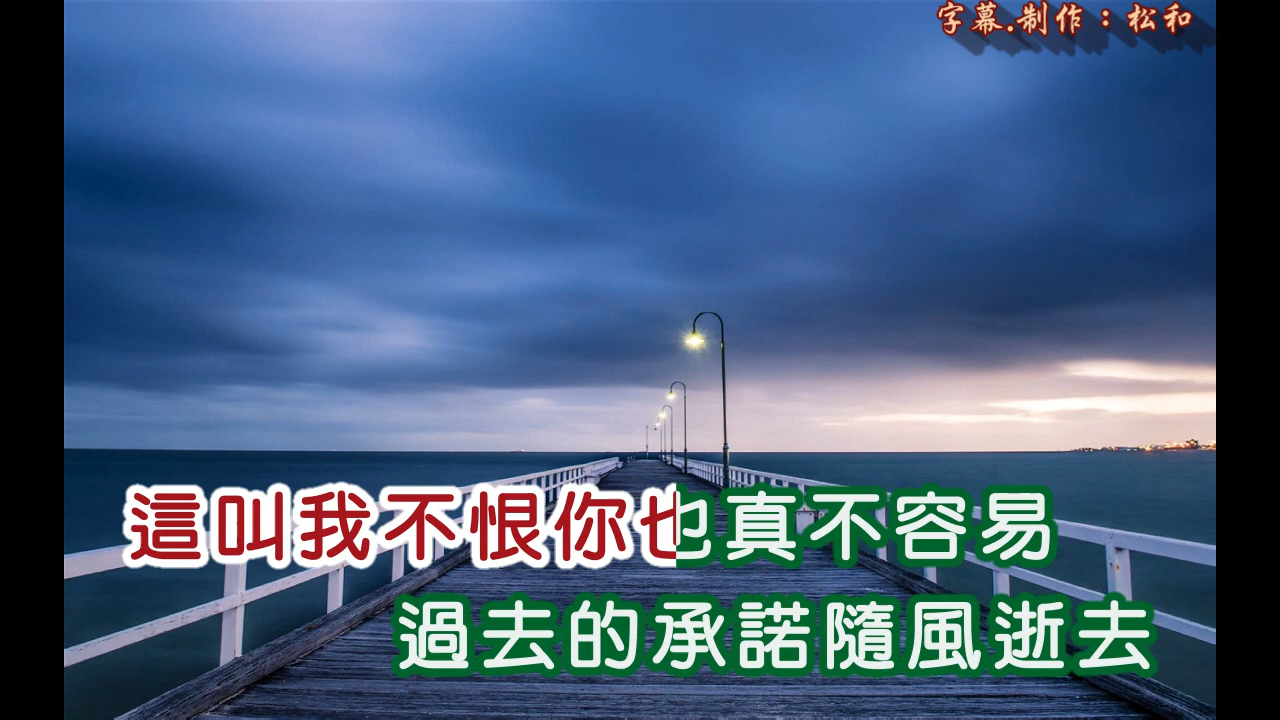 字幕.制作：松和
這叫我不恨你也真不容易
過去的承諾隨風逝去